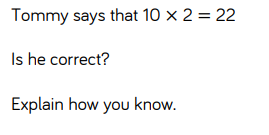 Tommy says that 10 × 2 = 22
Is he correct?
Explain how you know.